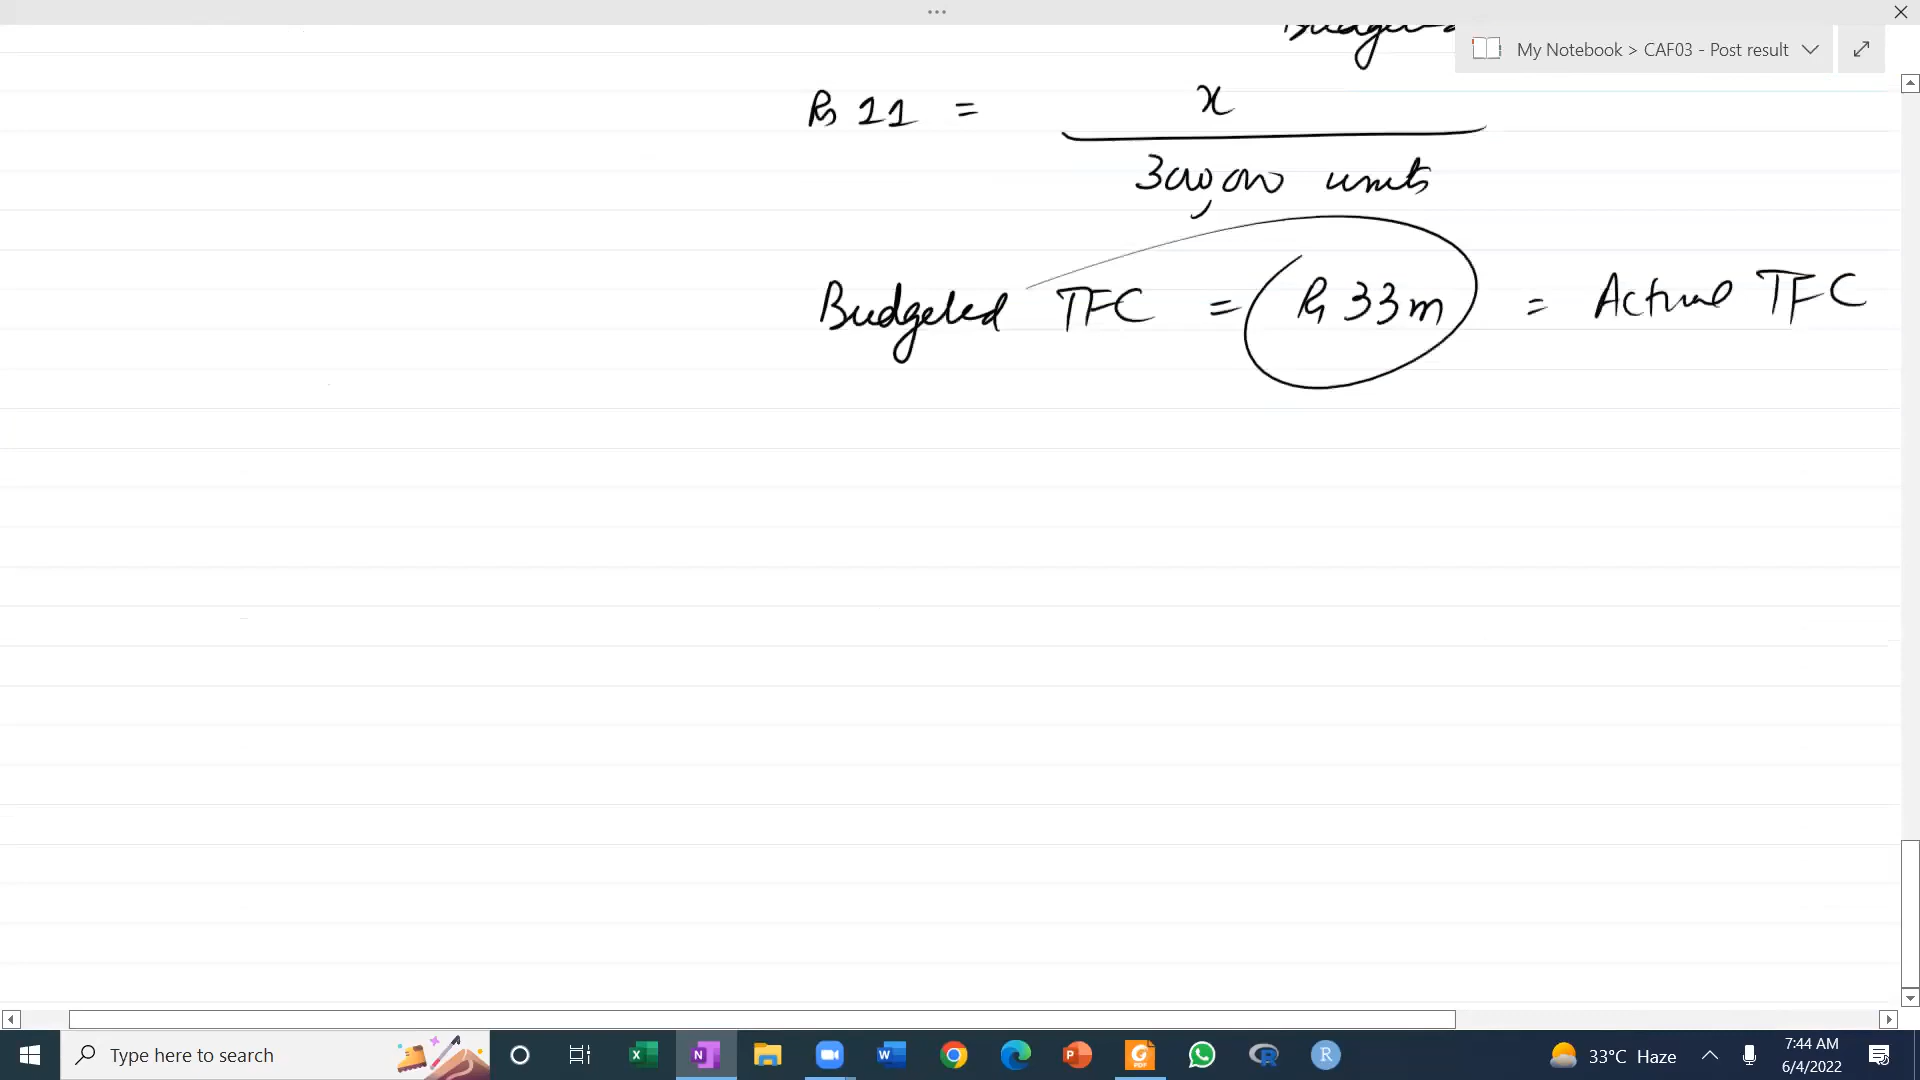 My Notebook > CAF03 - Post result
Rs 11 = x
300,000 units
Budgeted TFC = Rs 33m = Actual TFC
Type here to search
33°C Haze
7:44 AM
6/4/2022